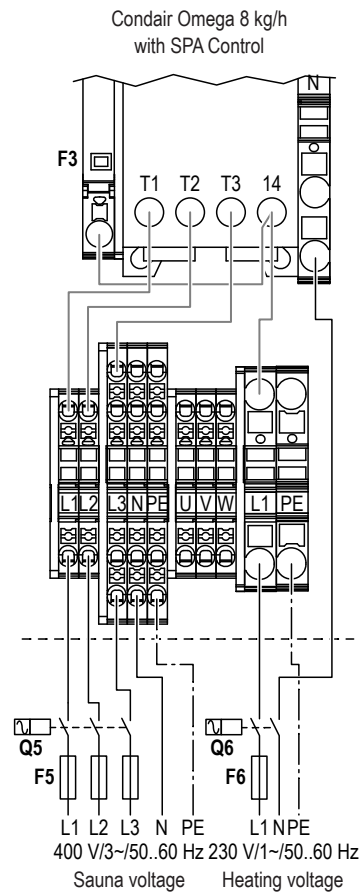 Condair Omega 8 kg/h
with SPA Control
N
F3
T1 T2 T3 14
L1 L2 L3 N PE U V W L1 PE
Q5 Q6
F5 F6
L1 L2 L3 N PE L1 N PE
400 V/3~/50..60 Hz 230 V/1~/50..60 Hz
Sauna voltage Heating voltage